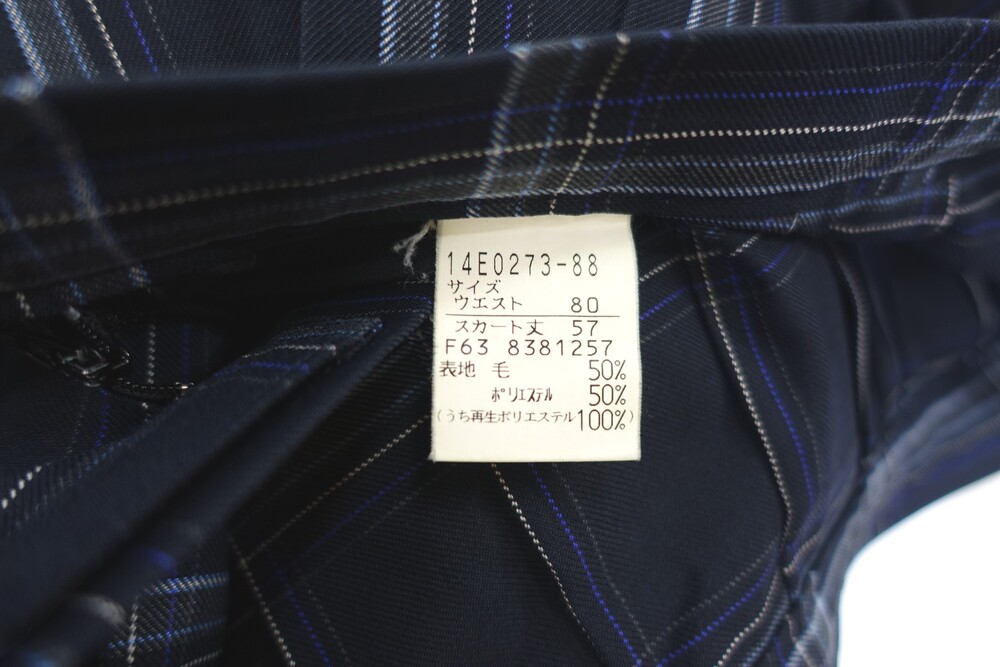 14E0273-88
サイズ
ウエスト 80
スカート丈 57
F63 8381257
表地 毛 50%
ポリエステル 50%
(うち再生ポリエステル100%)